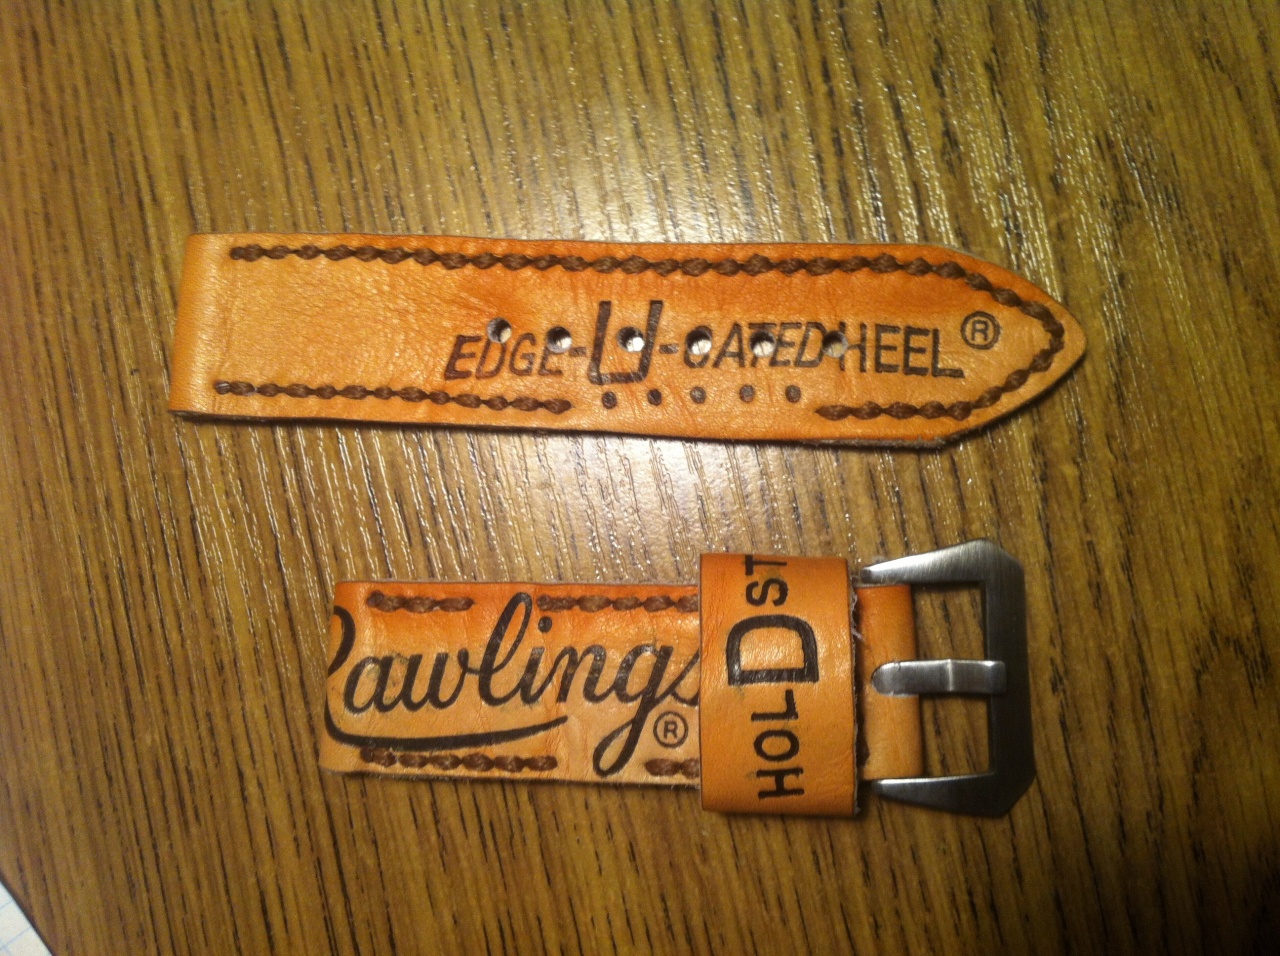 EDGE-U-CATED HEEL ®
Rawlings
®
HOLD ST